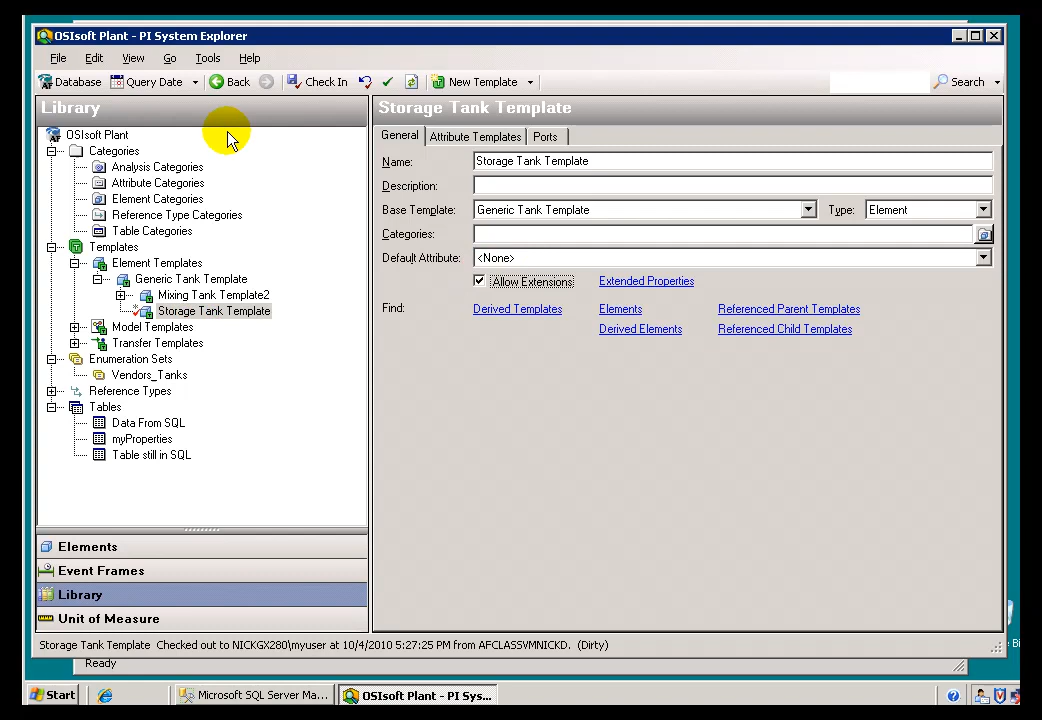 OSIsoft Plant - PI System Explorer
File Edit View Go Tools Help
Database Query Date Back Check In New Template Search
Library
OSIsoft Plant
Categories
Analysis Categories
Attribute Categories
Element Categories
Reference Type Categories
Table Categories
Templates
Element Templates
Generic Tank Template
Mixing Tank Template2
Storage Tank Template
Model Templates
Transfer Templates
Enumeration Sets
Vendors_Tanks
Reference Types
Tables
Data From SQL
myProperties
Table still in SQL
Elements
Event Frames
Library
Unit of Measure
Storage Tank Template
General Attribute Templates Ports
Name: Storage Tank Template
Description:
Base Template: Generic Tank Template Type: Element
Categories:
Default Attribute: <None>
Allow Extensions Extended Properties
Find: Derived Templates Elements Referenced Parent Templates
Derived Elements Referenced Child Templates
Storage Tank Template Checked out to NICKGX280\myuser at 10/4/2010 5:27:25 PM from AFCLASSVMNICKD. (Dirty)
Ready
Start Microsoft SQL Server Ma... OSIsoft Plant - PI Sys...